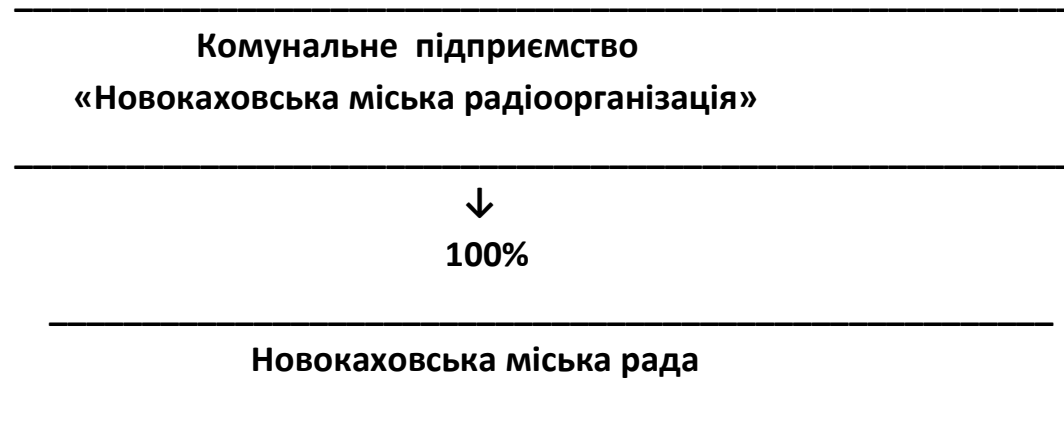 Комунальне підприємство
«Новокаховська міська радіоорганізація»
↓
100%
Новокаховська міська рада